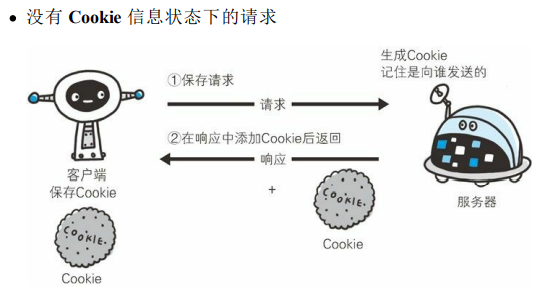 • 没有 Cookie 信息状态下的请求
生成Cookie
记住是向谁发送的
①保存请求
请求
②在响应中添加Cookie后返回
响应
客户端
保存Cookie
+
服务器
COOKIE.
COOKIE.
Cookie
Cookie